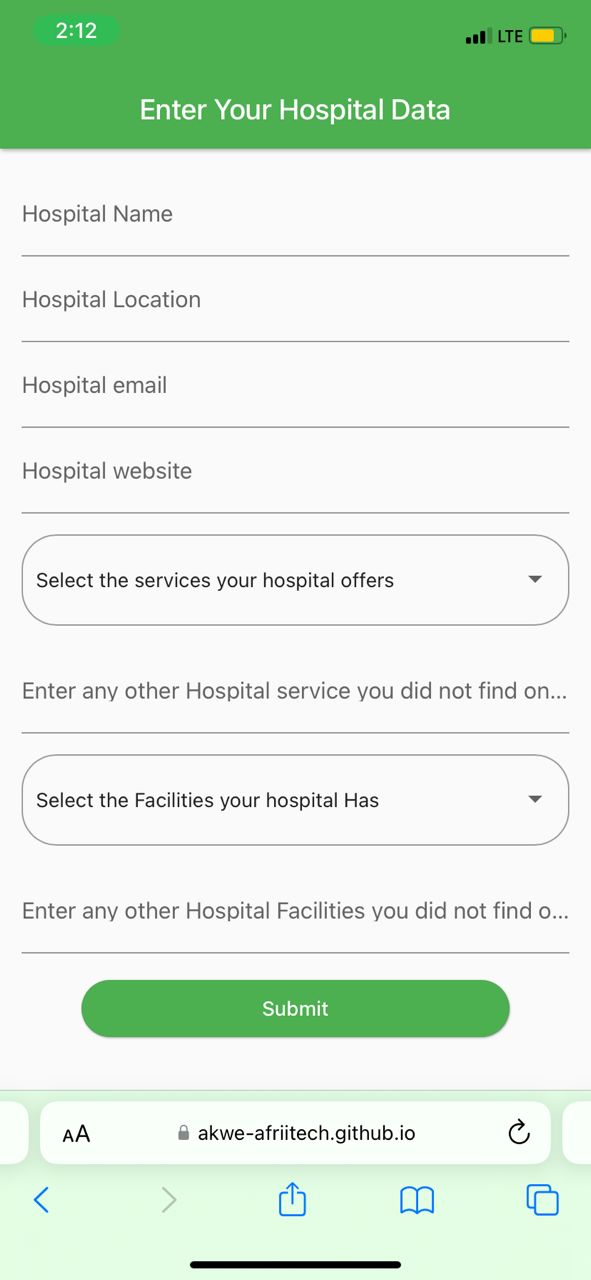 2:12
LTE
Enter Your Hospital Data
Hospital Name
Hospital Location
Hospital email
Hospital website
Select the services your hospital offers
Enter any other Hospital service you did not find on...
Select the Facilities your hospital Has
Enter any other Hospital Facilities you did not find o...
Submit
AA akwe-afriitech.github.io